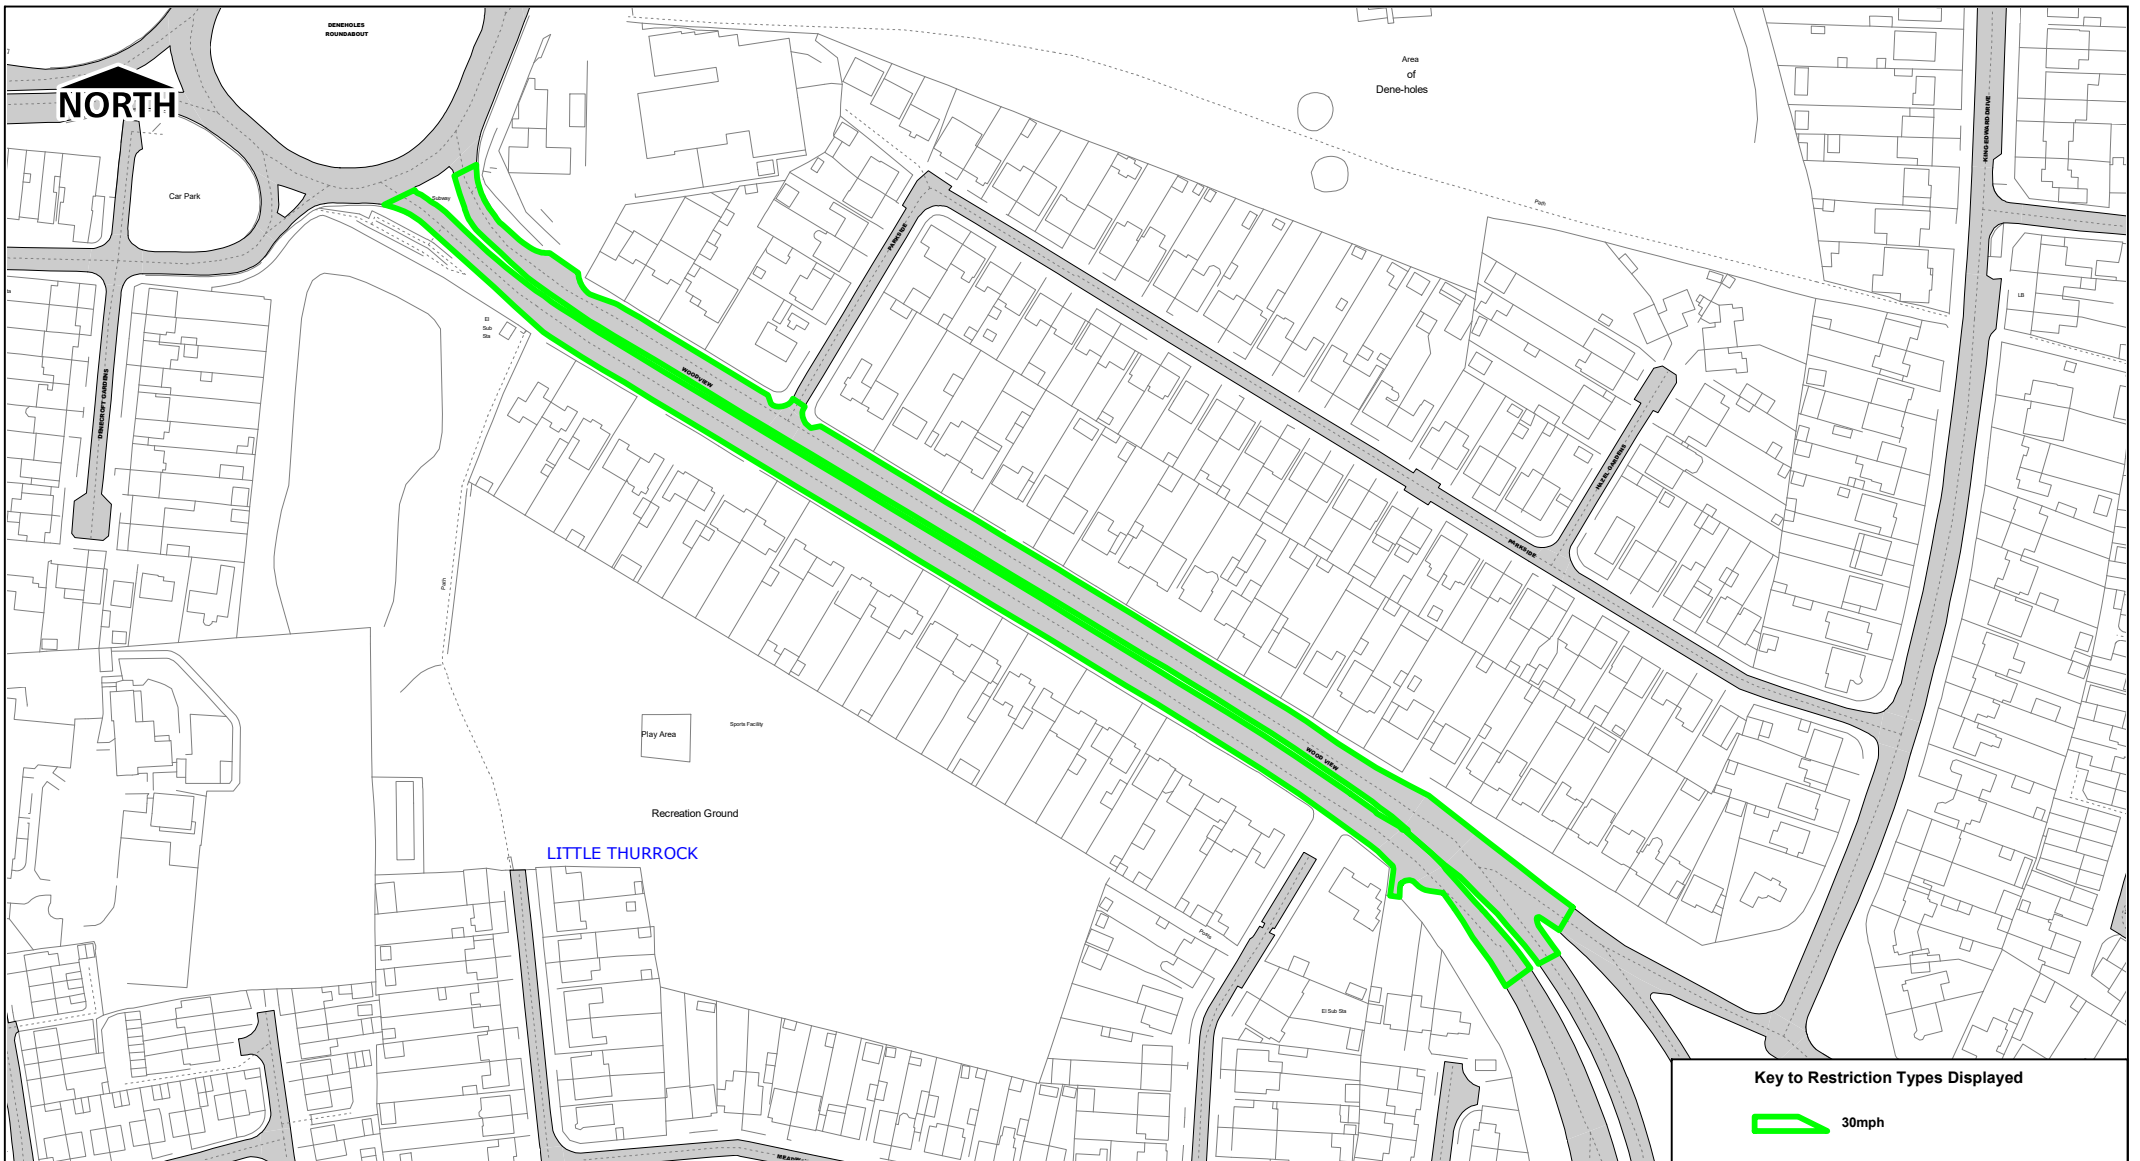 DENEHOLES
ROUNDABOUT
NORTH
Area
of
Dene-holes
KING EDWARD DRIVE
Car Park
Subway
Path
PARKSIDE
LB
El
Sub
Sta
WOODVIEW
DENECROFT GARDENS
HAZEL GARDENS
PARKSIDE
Path
Play Area
Sports Facility
WOOD VIEW
Recreation Ground
LITTLE THURROCK
Posts
El Sub Sta
Key to Restriction Types Displayed
30mph